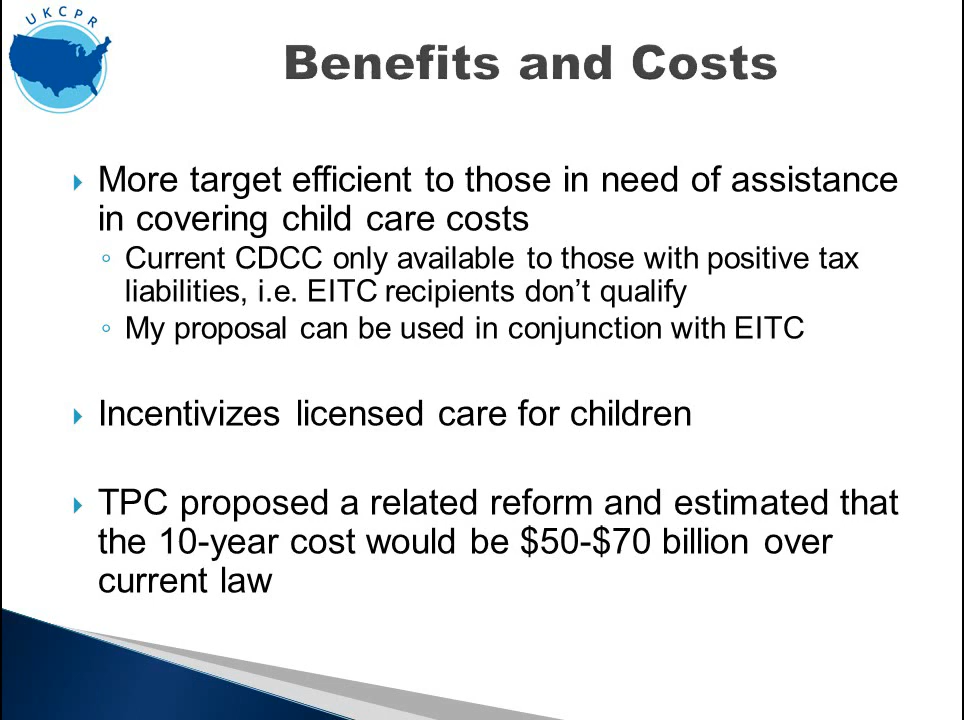 UKCPR
Benefits and Costs
More target efficient to those in need of assistance
in covering child care costs
Current CDCC only available to those with positive tax
liabilities, i.e. EITC recipients don’t qualify
My proposal can be used in conjunction with EITC
Incentivizes licensed care for children
TPC proposed a related reform and estimated that
the 10-year cost would be $50-$70 billion over
current law